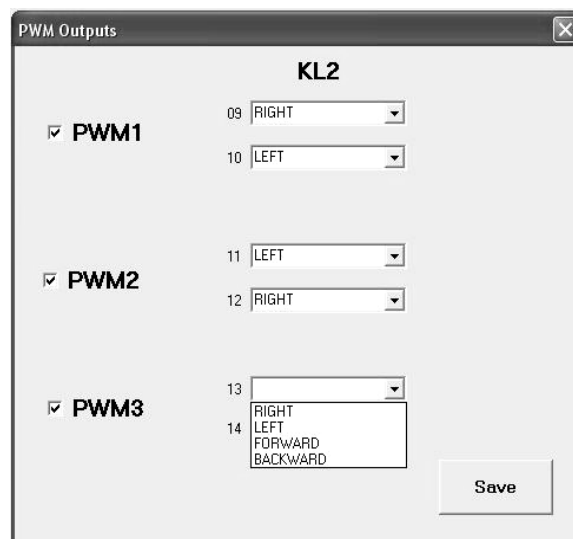 PWM Outputs
KL2
PWM1
09 RIGHT
10 LEFT
PWM2
11 LEFT
12 RIGHT
PWM3
13
RIGHT
14 LEFT
FORWARD
BACKWARD
Save